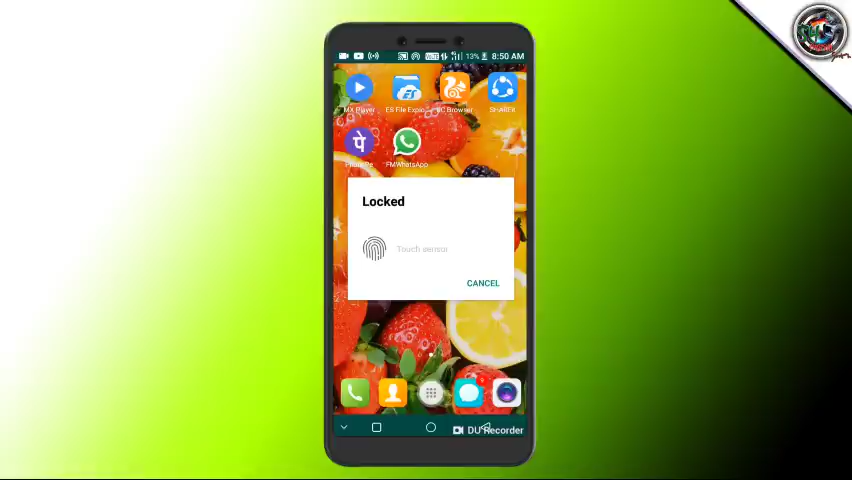 13% 8:50 AM
MX Player ES File Explo.. UC Browser SHAREit
पे
PhonePe FMWhatsApp
Locked
Touch sensor
CANCEL
DU Recorder